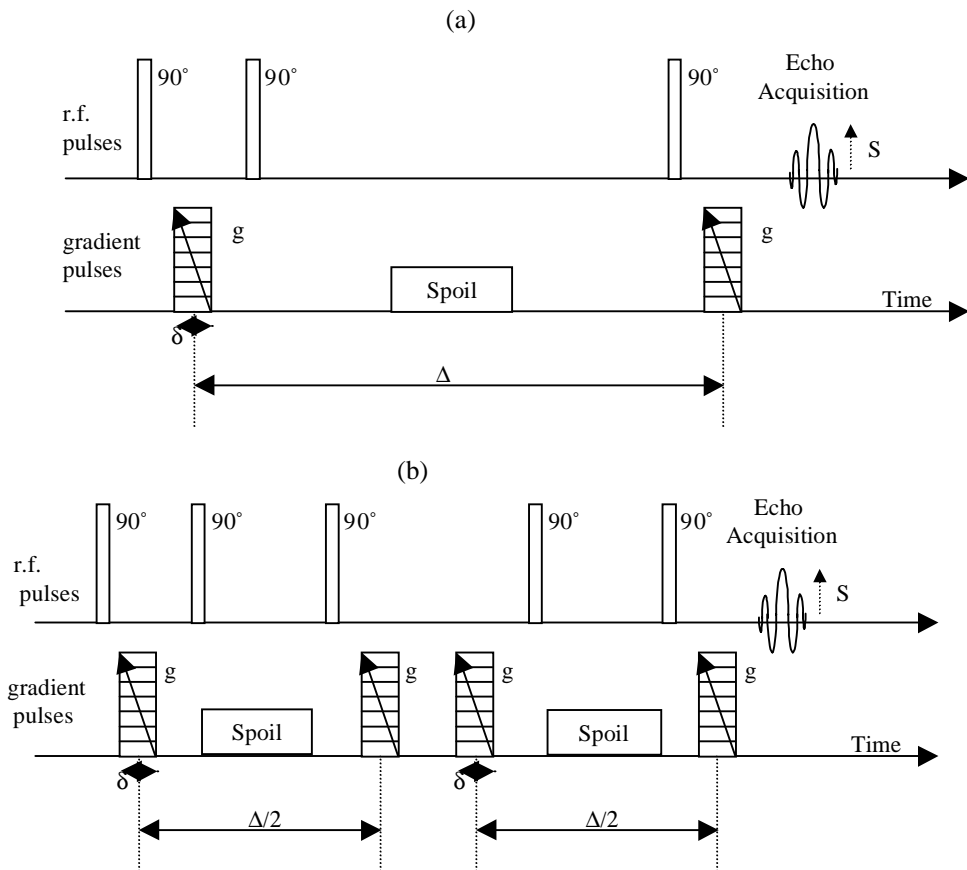 (a)
90°
90°
90°
Echo
Acquisition
r.f.
pulses
S
gradient
pulses
g
g
Spoil
Time
δ
Δ
(b)
90°
90°
90°
90°
90°
Echo
Acquisition
r.f.
pulses
S
gradient
pulses
g
g
g
g
Spoil
Spoil
Time
δ
δ
Δ/2
Δ/2